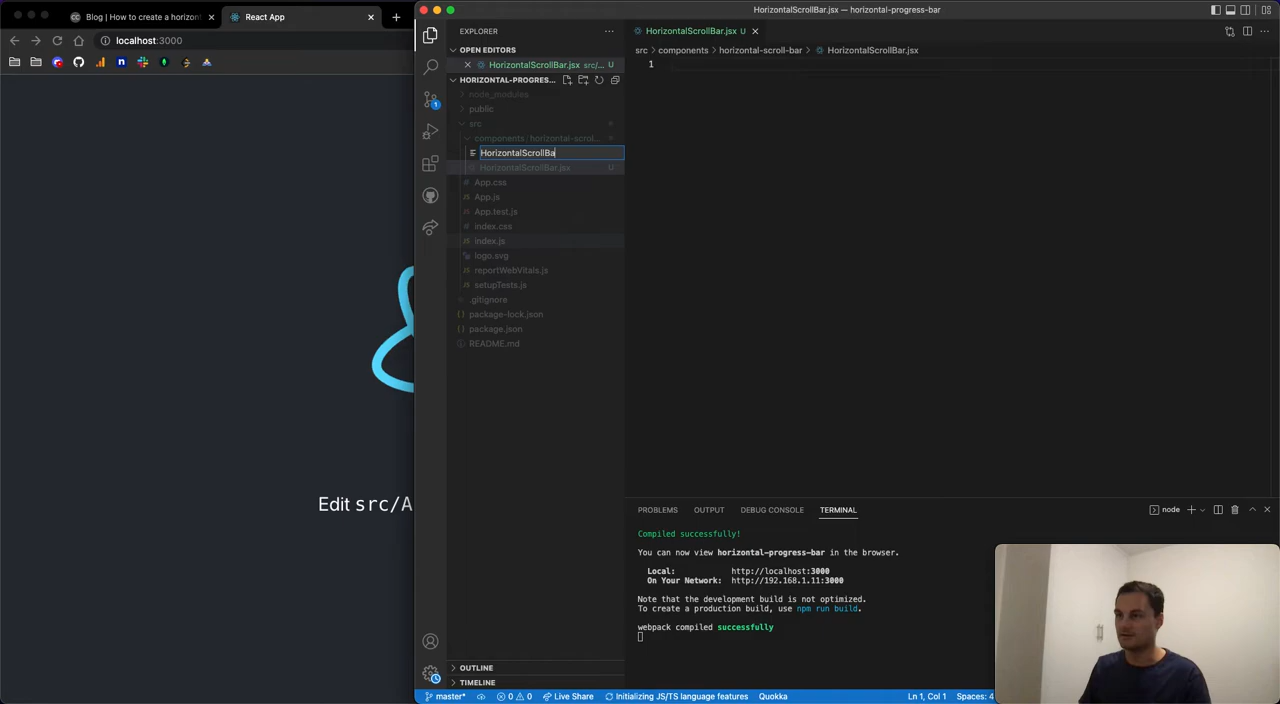 Blog | How to create a horizon
React App
localhost:3000
Edit src/A
HorizontalScrollBar.jsx — horizontal-progress-bar
EXPLORER
OPEN EDITORS
HorizontalScrollBar.jsx src/... U
HORIZONTAL-PROGRESS...
node_modules
public
src
components / horizontal-scrol...
HorizontalScrollBa
HorizontalScrollBar.jsx U
App.css
App.js
App.test.js
index.css
index.js
logo.svg
reportWebVitals.js
setupTests.js
.gitignore
package-lock.json
package.json
README.md
OUTLINE
TIMELINE
HorizontalScrollBar.jsx U
src > components > horizontal-scroll-bar > HorizontalScrollBar.jsx
1
PROBLEMS OUTPUT DEBUG CONSOLE TERMINAL node
Compiled successfully!
You can now view horizontal-progress-bar in the browser.
Local: http://localhost:3000
On Your Network: http://192.168.1.11:3000
Note that the development build is not optimized.
To create a production build, use npm run build.
webpack compiled successfully
master* 0 0 Live Share Initializing JS/TS language features Quokka Ln 1, Col 1 Spaces: 4